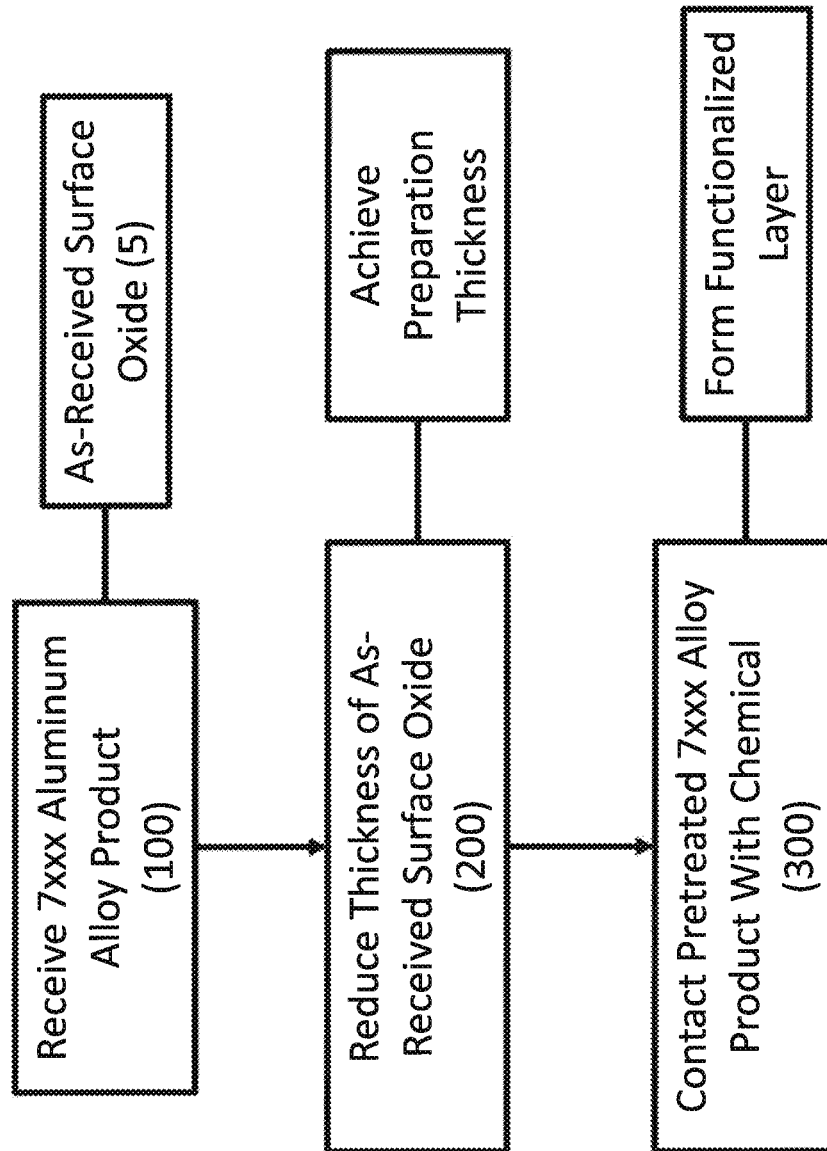 Receive 7xxx Aluminum
Alloy Product
(100)
As-Received Surface
Oxide (5)
Reduce Thickness of As-
Received Surface Oxide
(200)
Achieve
Preparation
Thickness
Contact Pretreated 7xxx Alloy
Product With Chemical
(300)
Form Functionalized
Layer